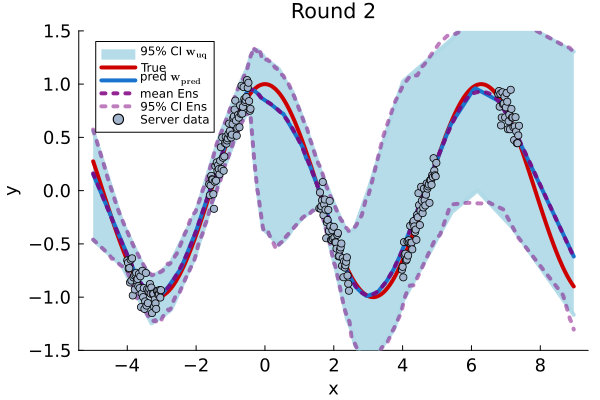 Round 2
1.5
1.0
0.5
0.0
−0.5
−1.0
−1.5
y
95% CI w_uq
True
pred w_pred
mean Ens
95% CI Ens
Server data
−4 −2 0 2 4 6 8
x